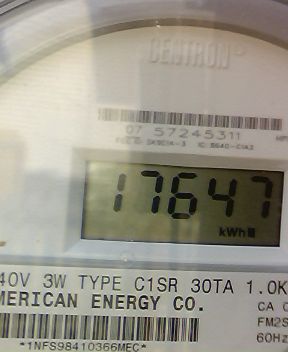 CENTRON®
07 57245311
17647
kWh
40V 3W TYPE C1SR 30TA 1.0K
MERICAN ENERGY CO.
CA 0
FM2S
60Hz
*1NFS98410366MEC*